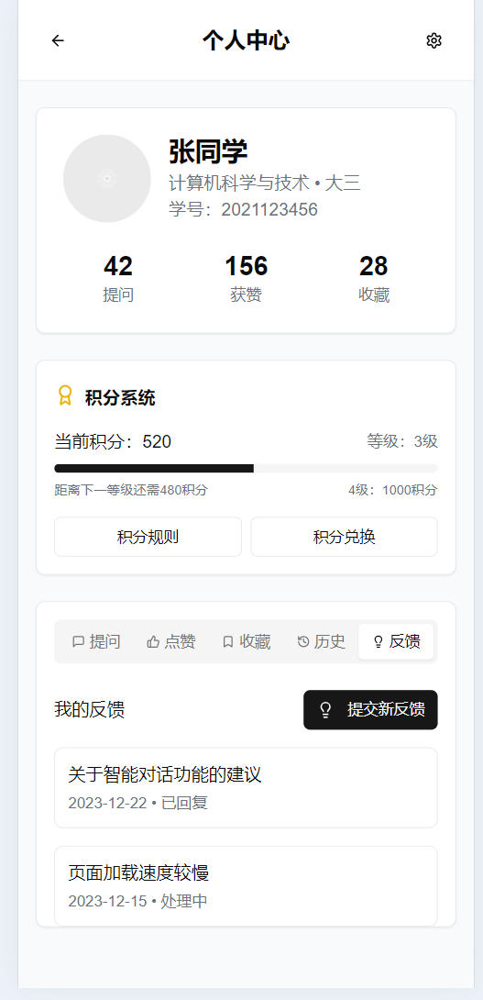 个人中心
张同学
计算机科学与技术 • 大三
学号：2021123456
42 156 28
提问 获赞 收藏
积分系统
当前积分：520 等级：3级
距离下一等级还需480积分 4级：1000积分
积分规则 积分兑换
提问 点赞 收藏 历史 反馈
我的反馈 提交新反馈
关于智能对话功能的建议
2023-12-22 • 已回复
页面加载速度较慢
2023-12-15 • 处理中